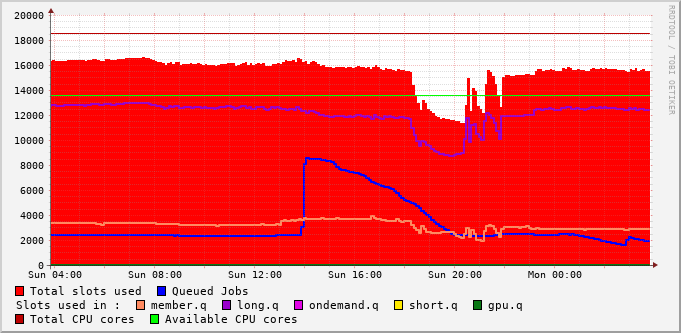 20000
18000
16000
14000
12000
10000
8000
6000
4000
2000
0
Sun 04:00 Sun 08:00 Sun 12:00 Sun 16:00 Sun 20:00 Mon 00:00
Total slots used Queued Jobs
Slots used in : member.q long.q ondemand.q short.q gpu.q
Total CPU cores Available CPU cores
RRDTOOL / TOBI OETIKER